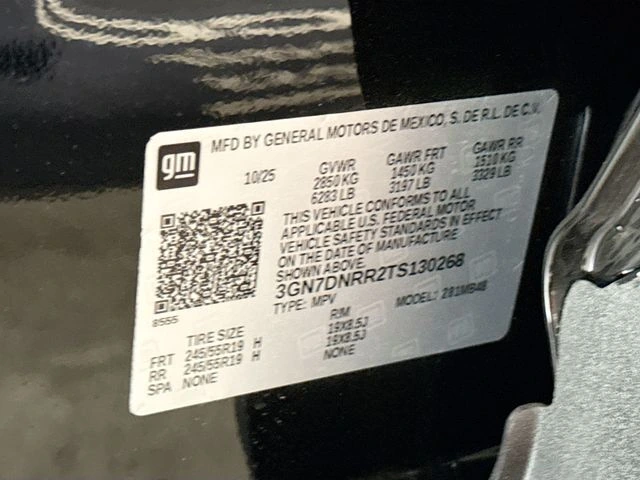 gm
MFD BY GENERAL MOTORS DE MEXICO, S. DE R.L. DE C.V.
10/25
GVWR GAWR FRT GAWR RR
2850 KG 1450 KG 1510 KG
6283 LB 3197 LB 3329 LB
THIS VEHICLE CONFORMS TO ALL
APPLICABLE U.S. FEDERAL MOTOR
VEHICLE SAFETY STANDARDS IN EFFECT
ON THE DATE OF MANUFACTURE
SHOWN ABOVE.
3GN7DNRR2TS130268
TYPE: MPV MODEL: 281MB48
8555
TIRE SIZE RIM
FRT 245/55R19 H 19X8.5J
RR 245/55R19 H 19X8.5J
SPA NONE NONE